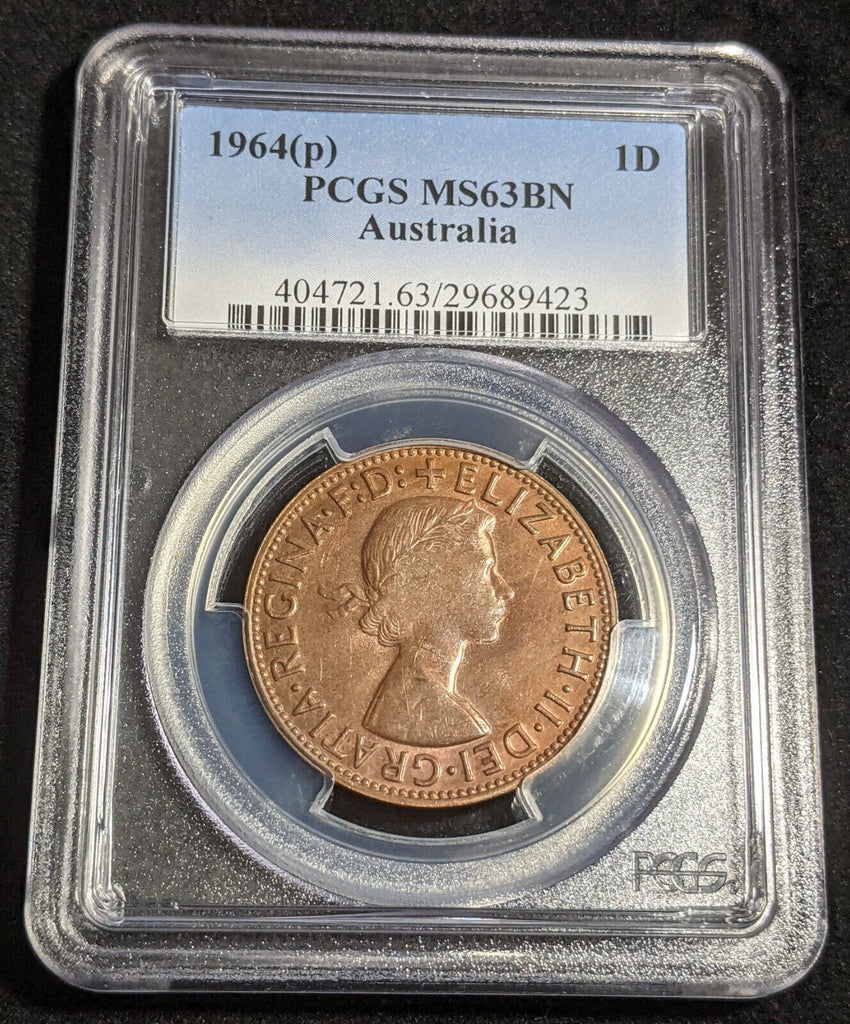 1964(p) 1D
PCGS MS63BN
Australia
404721.63/29689423
+ELIZABETH·II·DEI·GRATIA·REGINA·F:D:
PCGS